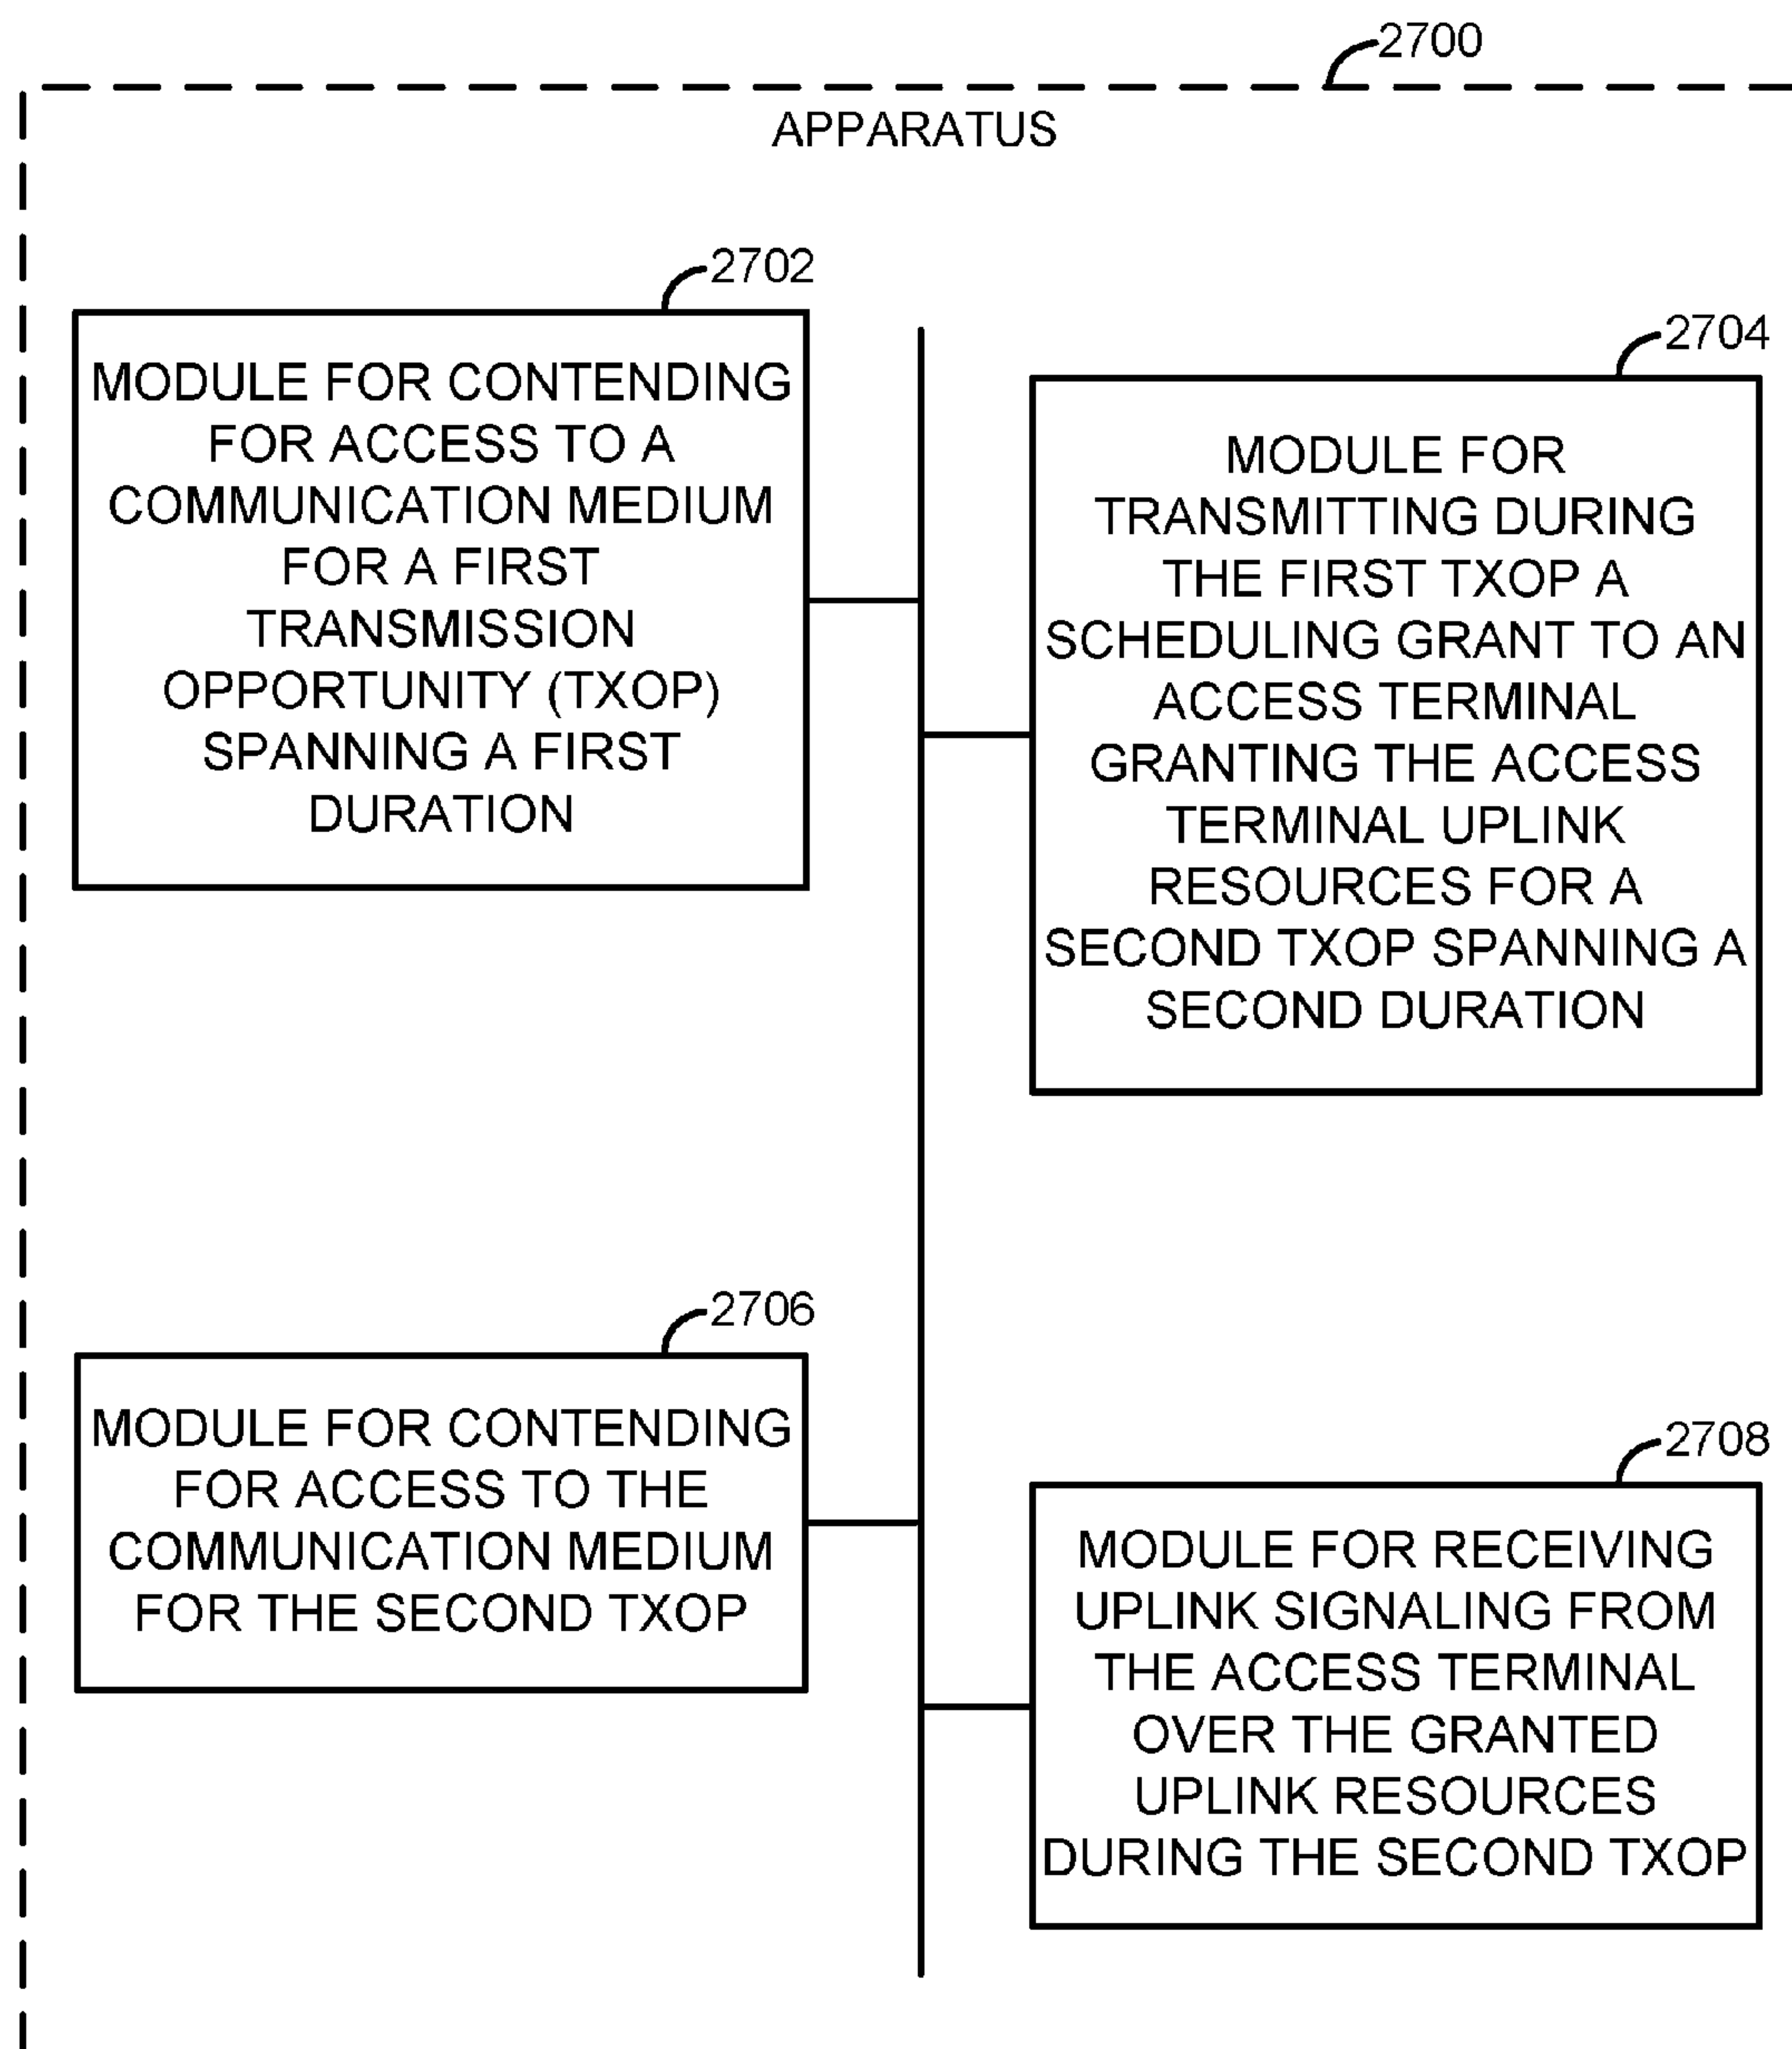 2700
APPARATUS
2702
MODULE FOR CONTENDING
FOR ACCESS TO A
COMMUNICATION MEDIUM
FOR A FIRST
TRANSMISSION
OPPORTUNITY (TXOP)
SPANNING A FIRST
DURATION
2704
MODULE FOR
TRANSMITTING DURING
THE FIRST TXOP A
SCHEDULING GRANT TO AN
ACCESS TERMINAL
GRANTING THE ACCESS
TERMINAL UPLINK
RESOURCES FOR A
SECOND TXOP SPANNING A
SECOND DURATION
2706
MODULE FOR CONTENDING
FOR ACCESS TO THE
COMMUNICATION MEDIUM
FOR THE SECOND TXOP
2708
MODULE FOR RECEIVING
UPLINK SIGNALING FROM
THE ACCESS TERMINAL
OVER THE GRANTED
UPLINK RESOURCES
DURING THE SECOND TXOP